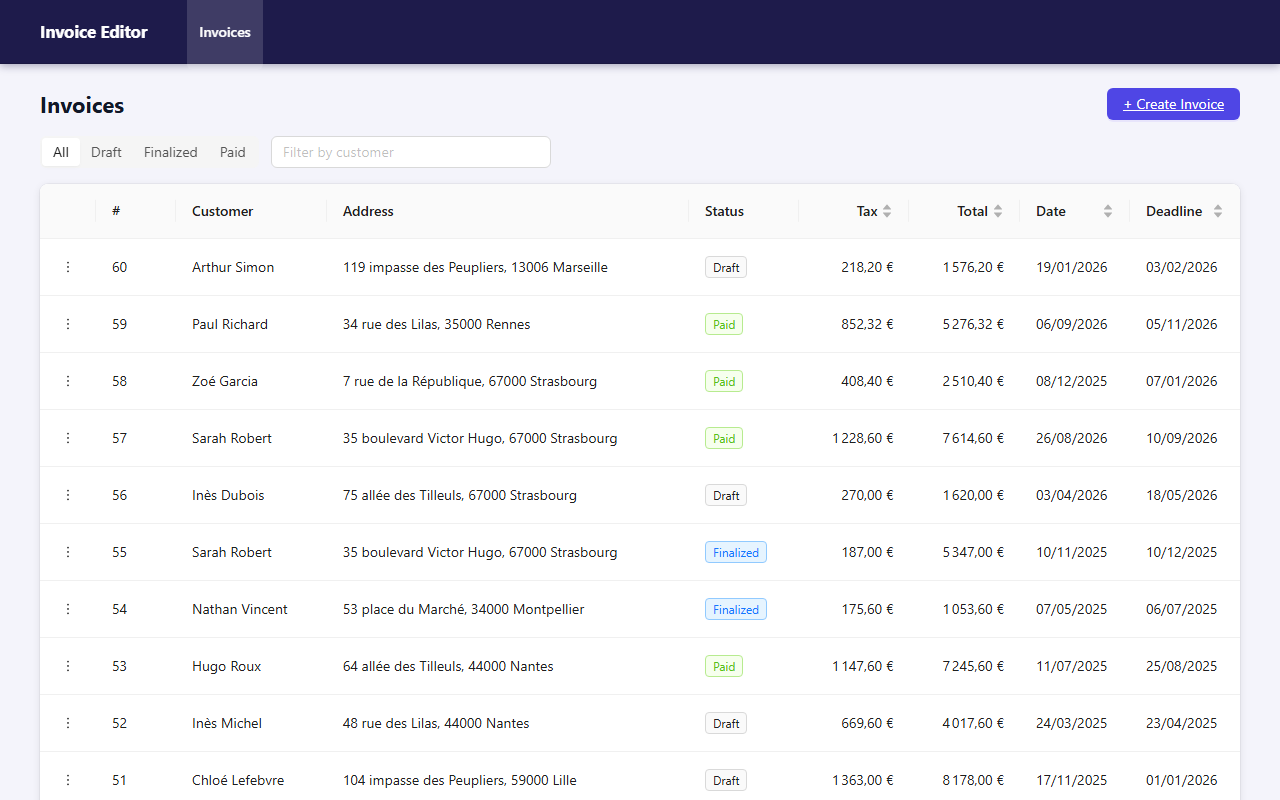 Invoice Editor Invoices
Invoices + Create Invoice
All Draft Finalized Paid Filter by customer
# Customer Address Status Tax Total Date Deadline
60 Arthur Simon 119 impasse des Peupliers, 13006 Marseille Draft 218,20 € 1 576,20 € 19/01/2026 03/02/2026
59 Paul Richard 34 rue des Lilas, 35000 Rennes Paid 852,32 € 5 276,32 € 06/09/2026 05/11/2026
58 Zoé Garcia 7 rue de la République, 67000 Strasbourg Paid 408,40 € 2 510,40 € 08/12/2025 07/01/2026
57 Sarah Robert 35 boulevard Victor Hugo, 67000 Strasbourg Paid 1 228,60 € 7 614,60 € 26/08/2026 10/09/2026
56 Inès Dubois 75 allée des Tilleuls, 67000 Strasbourg Draft 270,00 € 1 620,00 € 03/04/2026 18/05/2026
55 Sarah Robert 35 boulevard Victor Hugo, 67000 Strasbourg Finalized 187,00 € 5 347,00 € 10/11/2025 10/12/2025
54 Nathan Vincent 53 place du Marché, 34000 Montpellier Finalized 175,60 € 1 053,60 € 07/05/2025 06/07/2025
53 Hugo Roux 64 allée des Tilleuls, 44000 Nantes Paid 1 147,60 € 7 245,60 € 11/07/2025 25/08/2025
52 Inès Michel 48 rue des Lilas, 44000 Nantes Draft 669,60 € 4 017,60 € 24/03/2025 23/04/2025
51 Chloé Lefebvre 104 impasse des Peupliers, 59000 Lille Draft 1 363,00 € 8 178,00 € 17/11/2025 01/01/2026